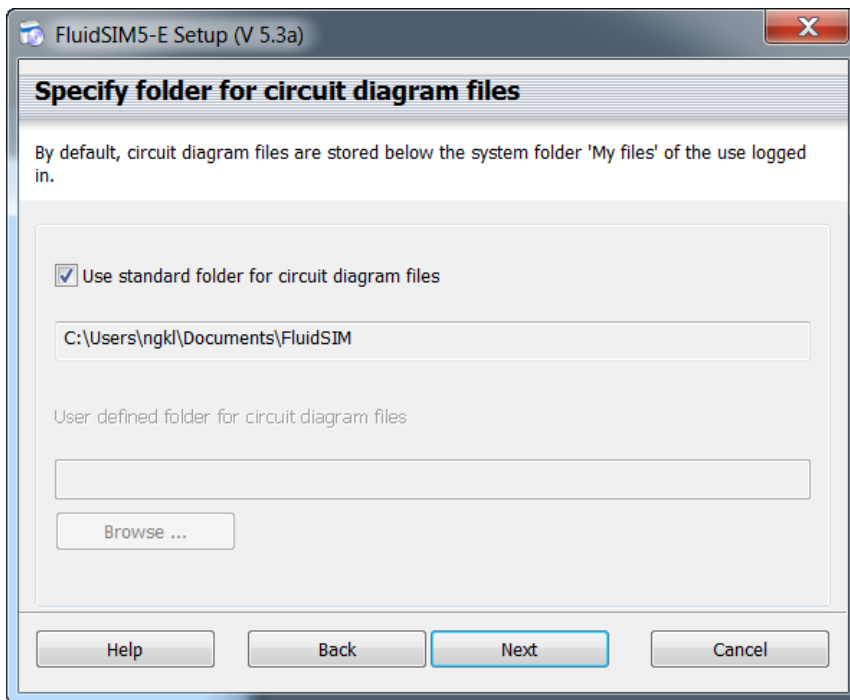 FluidSIM5-E Setup (V 5.3a)
Specify folder for circuit diagram files
By default, circuit diagram files are stored below the system folder 'My files' of the use logged
in.
Use standard folder for circuit diagram files
C:\Users\ngkl\Documents\FluidSIM
User defined folder for circuit diagram files
Browse ...
Help Back Next Cancel